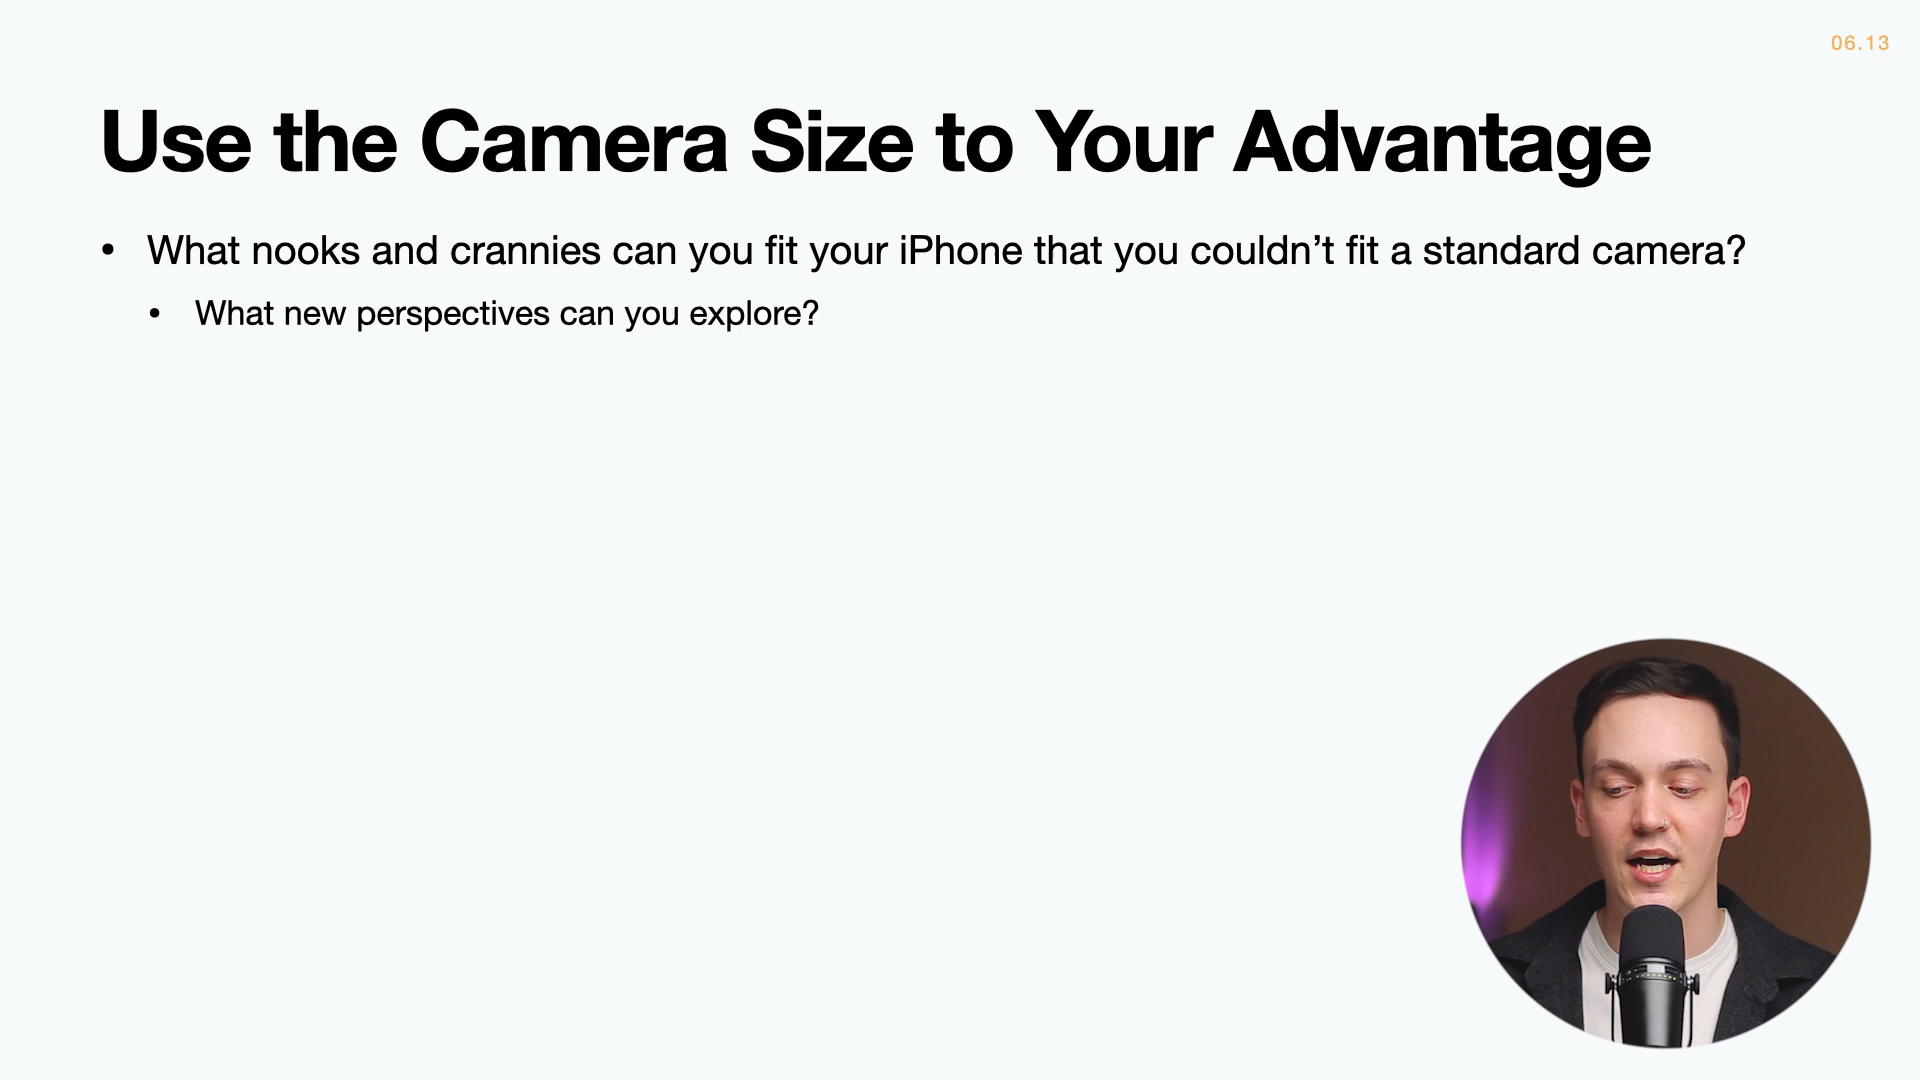 06.13
Use the Camera Size to Your Advantage
• What nooks and crannies can you fit your iPhone that you couldn’t fit a standard camera?
• What new perspectives can you explore?